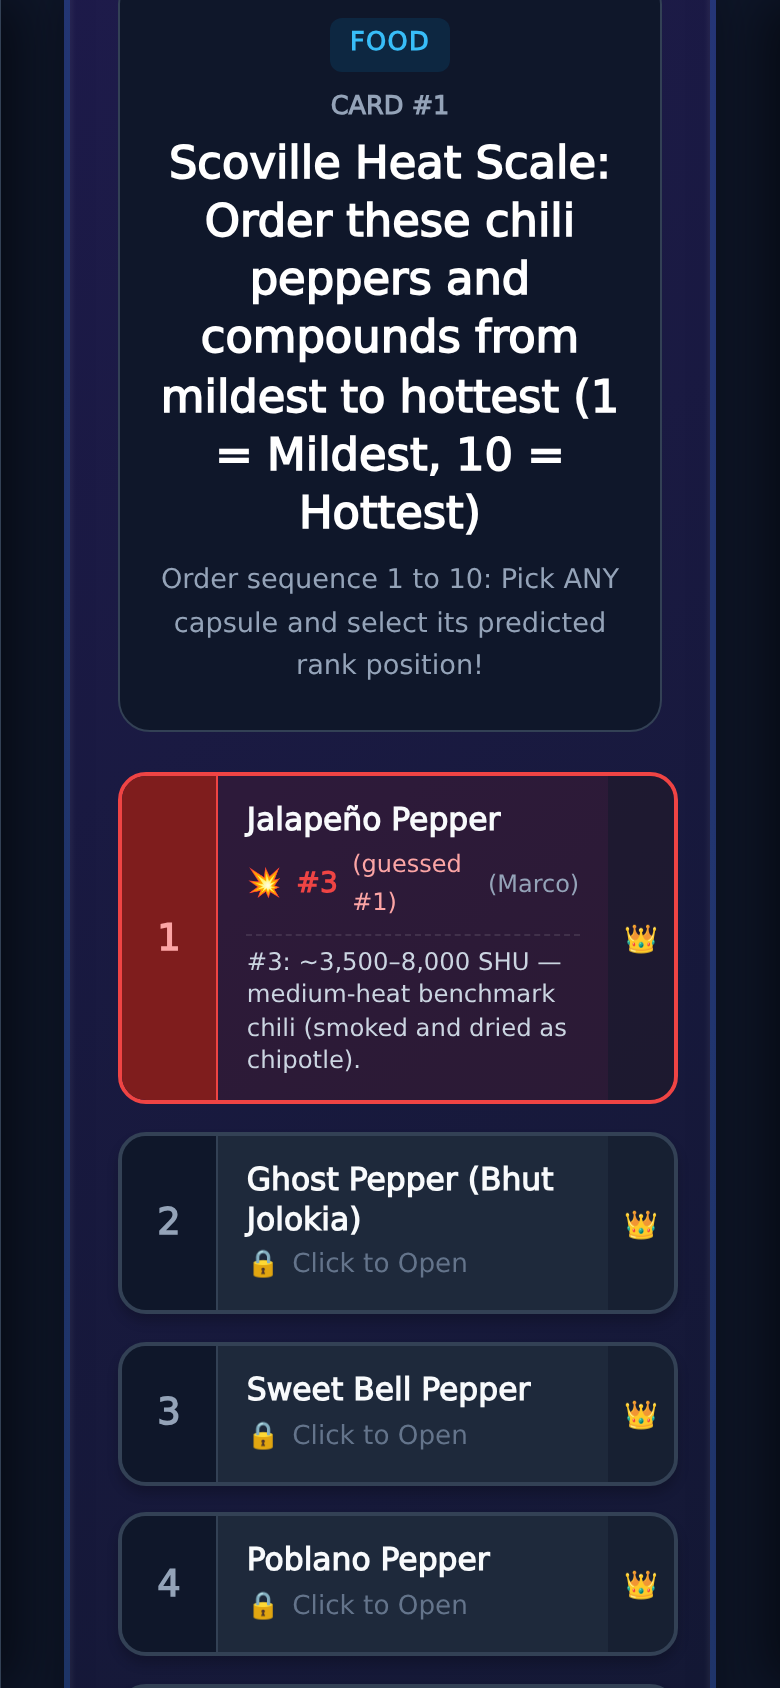 FOOD
CARD #1
Scoville Heat Scale:
Order these chili
peppers and
compounds from
mildest to hottest (1
= Mildest, 10 =
Hottest)
Order sequence 1 to 10: Pick ANY
capsule and select its predicted
rank position!
1
Jalapeño Pepper
#3 (guessed #1) (Marco)
#3: ~3,500–8,000 SHU —
medium-heat benchmark
chili (smoked and dried as
chipotle).
2
Ghost Pepper (Bhut
Jolokia)
Click to Open
3
Sweet Bell Pepper
Click to Open
4
Poblano Pepper
Click to Open